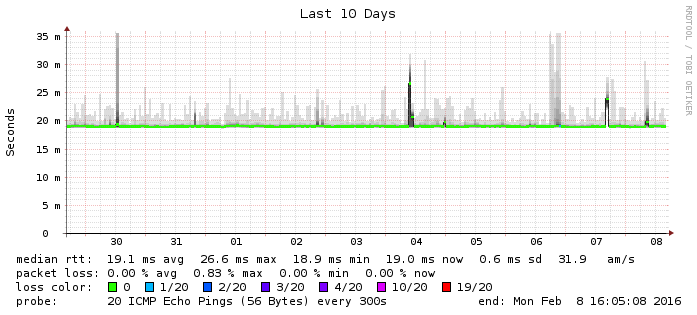 Last 10 Days
RRDTOOL / TOBI OETIKER
Seconds
35 m
30 m
25 m
20 m
15 m
10 m
5 m
0
30 31 01 02 03 04 05 06 07 08
median rtt: 19.1 ms avg 26.6 ms max 18.9 ms min 19.0 ms now 0.6 ms sd 31.9 am/s
packet loss: 0.00 % avg 0.83 % max 0.00 % min 0.00 % now
loss color: 0 1/20 2/20 3/20 4/20 10/20 19/20
probe: 20 ICMP Echo Pings (56 Bytes) every 300s end: Mon Feb 8 16:05:08 2016